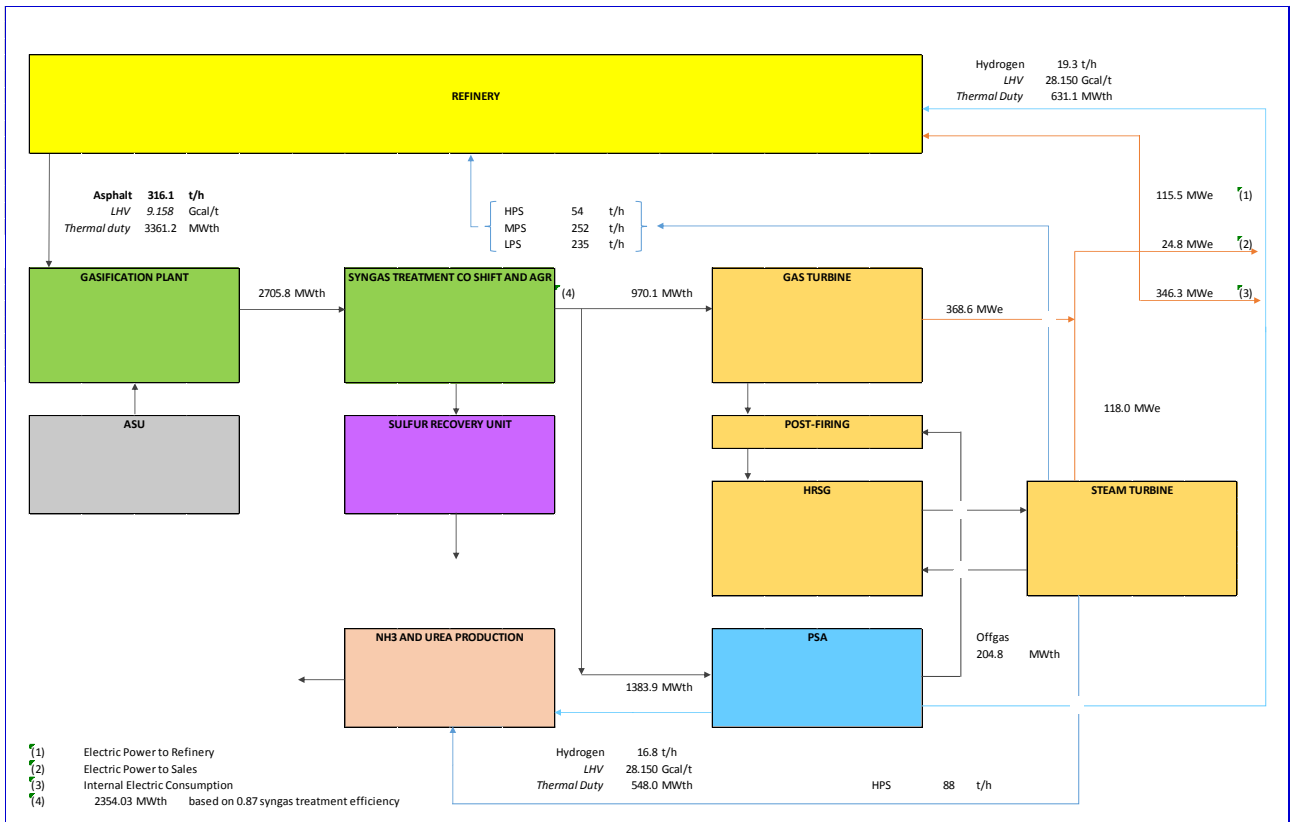 Hydrogen 19.3 t/h
LHV 28.150 Gcal/t
Thermal Duty 631.1 MWth
REFINERY
Asphalt 316.1 t/h
LHV 9.158 Gcal/t
Thermal duty 3361.2 MWth
HPS 54 t/h
MPS 252 t/h
LPS 235 t/h
115.5 MWe (1)
24.8 MWe (2)
346.3 MWe (3)
GASIFICATION PLANT
2705.8 MWth
SYNGAS TREATMENT CO SHIFT AND AGR
(4)
970.1 MWth
GAS TURBINE
368.6 MWe
118.0 MWe
ASU
SULFUR RECOVERY UNIT
POST-FIRING
HRSG
STEAM TURBINE
NH3 AND UREA PRODUCTION
1383.9 MWth
PSA
Offgas
204.8 MWth
Hydrogen 16.8 t/h
LHV 28.150 Gcal/t
Thermal Duty 548.0 MWth
HPS 88 t/h
(1) Electric Power to Refinery
(2) Electric Power to Sales
(3) Internal Electric Consumption
(4) 2354.03 MWth based on 0.87 syngas treatment efficiency